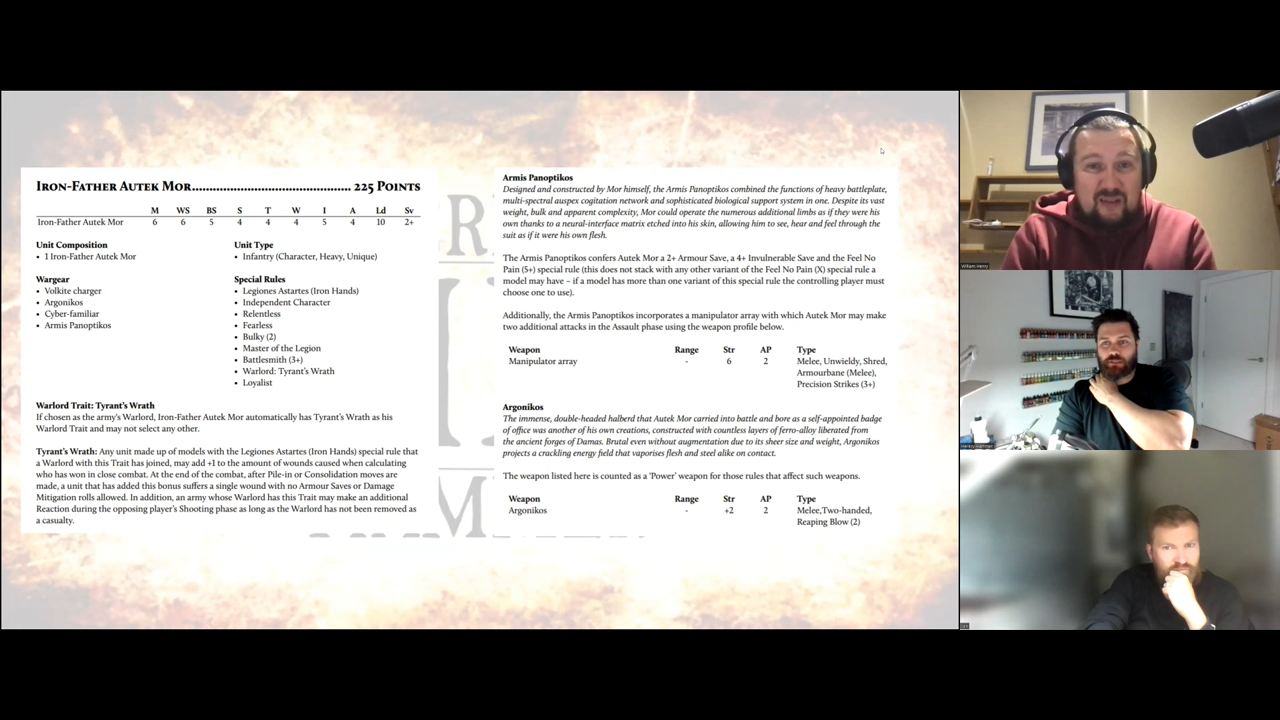 IRON-FATHER AUTEK MOR.................................................. 225 POINTS
M WS BS S T W I A Ld Sv
Iron-Father Autek Mor 6 6 5 4 4 4 5 4 10 2+
Unit Composition
• 1 Iron-Father Autek Mor
Unit Type
• Infantry (Character, Heavy, Unique)
Wargear
• Volkite charger
• Argonikos
• Cyber-familiar
• Armis Panoptikos
Special Rules
• Legiones Astartes (Iron Hands)
• Independent Character
• Relentless
• Fearless
• Bulky (2)
• Master of the Legion
• Battlesmith (3+)
• Warlord: Tyrant's Wrath
• Loyalist
Warlord Trait: Tyrant's Wrath
If chosen as the army's Warlord, Iron-Father Autek Mor automatically has Tyrant's Wrath as his
Warlord Trait and may not select any other.
Tyrant's Wrath: Any unit made up of models with the Legiones Astartes (Iron Hands) special rule that
a Warlord with this Trait has joined, may add +1 to the amount of wounds caused when calculating
who has won in close combat. At the end of the combat, after Pile-in or Consolidation moves are
made, a unit that has added this bonus suffers a single wound with no Armour Saves or Damage
Mitigation rolls allowed. In addition, an army whose Warlord has this Trait may make an additional
Reaction during the opposing player's Shooting phase as long as the Warlord has not been removed as
a casualty.
Armis Panoptikos
Designed and constructed by Mor himself, the Armis Panoptikos combined the functions of heavy battleplate,
multi-spectral auspex cogitation network and sophisticated biological support system in one. Despite its vast
weight, bulk and apparent complexity, Mor could operate the numerous additional limbs as if they were his
own thanks to a neural-interface matrix etched into his skin, allowing him to see, hear and feel through the
suit as if it were his own flesh.
The Armis Panoptikos confers Autek Mor a 2+ Armour Save, a 4+ Invulnerable Save and the Feel No
Pain (5+) special rule (this does not stack with any other variant of the Feel No Pain (X) special rule a
model may have – if a model has more than one variant of this special rule the controlling player must
choose one to use).
Additionally, the Armis Panoptikos incorporates a manipulator array with which Autek Mor may make
two additional attacks in the Assault phase using the weapon profile below.
Weapon Range Str AP Type
Manipulator array - 6 2 Melee, Unwieldy, Shred,
Armourbane (Melee),
Precision Strikes (3+)
Argonikos
The immense, double-headed halberd that Autek Mor carried into battle and bore as a self-appointed badge
of office was another of his own creations, constructed with countless layers of ferro-alloy liberated from
the ancient forges of Damas. Brutal even without augmentation due to its sheer size and weight, Argonikos
projects a crackling energy field that vaporises flesh and steel alike on contact.
The weapon listed here is counted as a 'Power' weapon for those rules that affect such weapons.
Weapon Range Str AP Type
Argonikos - +2 2 Melee,Two-handed,
Reaping Blow (2)